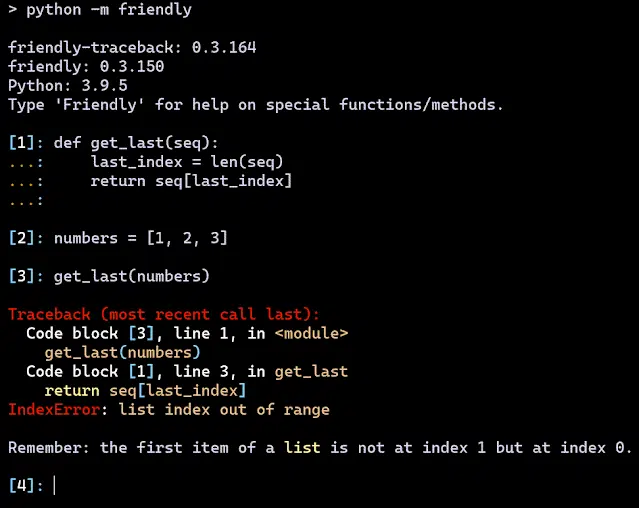 > python -m friendly
friendly-traceback: 0.3.164
friendly: 0.3.150
Python: 3.9.5
Type 'Friendly' for help on special functions/methods.
[1]: def get_last(seq):
...:     last_index = len(seq)
...:     return seq[last_index]
...:
[2]: numbers = [1, 2, 3]
[3]: get_last(numbers)
Traceback (most recent call last):
  Code block [3], line 1, in <module>
    get_last(numbers)
  Code block [1], line 3, in get_last
    return seq[last_index]
IndexError: list index out of range
Remember: the first item of a list is not at index 1 but at index 0.
[4]: